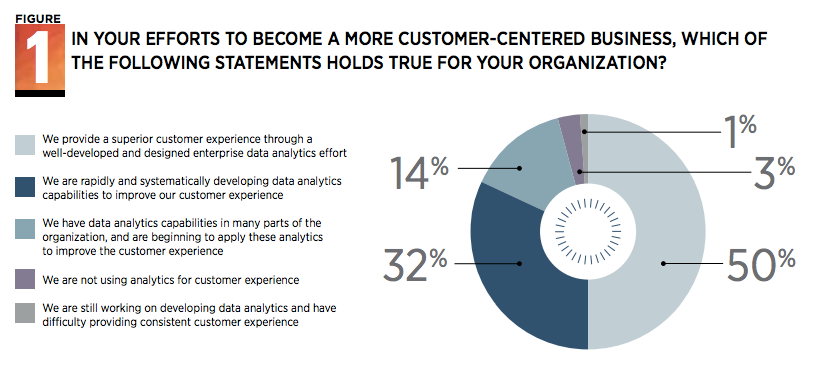 FIGURE
1
IN YOUR EFFORTS TO BECOME A MORE CUSTOMER-CENTERED BUSINESS, WHICH OF
THE FOLLOWING STATEMENTS HOLDS TRUE FOR YOUR ORGANIZATION?
We provide a superior customer experience through a
well-developed and designed enterprise data analytics effort
We are rapidly and systematically developing data analytics
capabilities to improve our customer experience
We have data analytics capabilities in many parts of the
organization, and are beginning to apply these analytics
to improve the customer experience
We are not using analytics for customer experience
We are still working on developing data analytics and have
difficulty providing consistent customer experience
1%
14%
3%
32%
50%